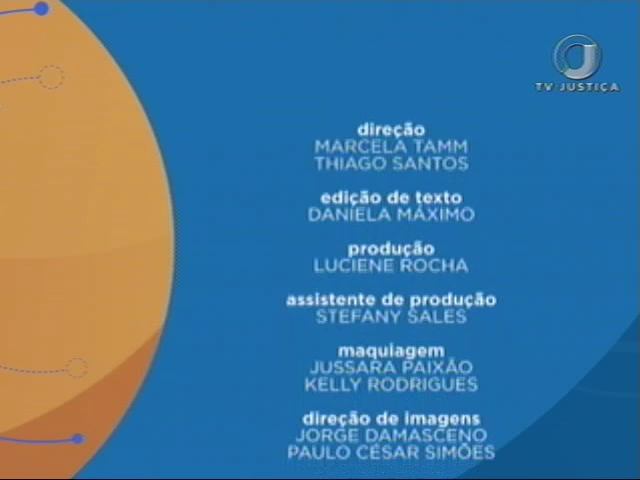 TV JUSTIÇA
direção
MARCELA TAMM
THIAGO SANTOS
edição de texto
DANIELA MÁXIMO
produção
LUCIENE ROCHA
assistente de produção
STEFANY SALES
maquiagem
JUSSARA PAIXÃO
KELLY RODRIGUES
direção de imagens
JORGE DAMASCENO
PAULO CÉSAR SIMÕES